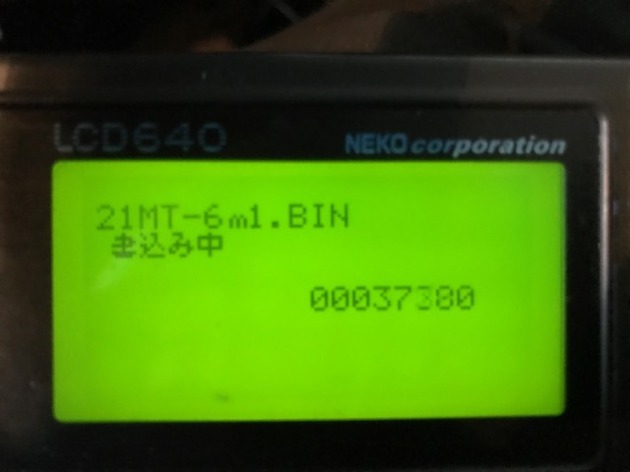 LCD640
NEKO corporation
21MT-6m1.BIN
書込み中
00037380